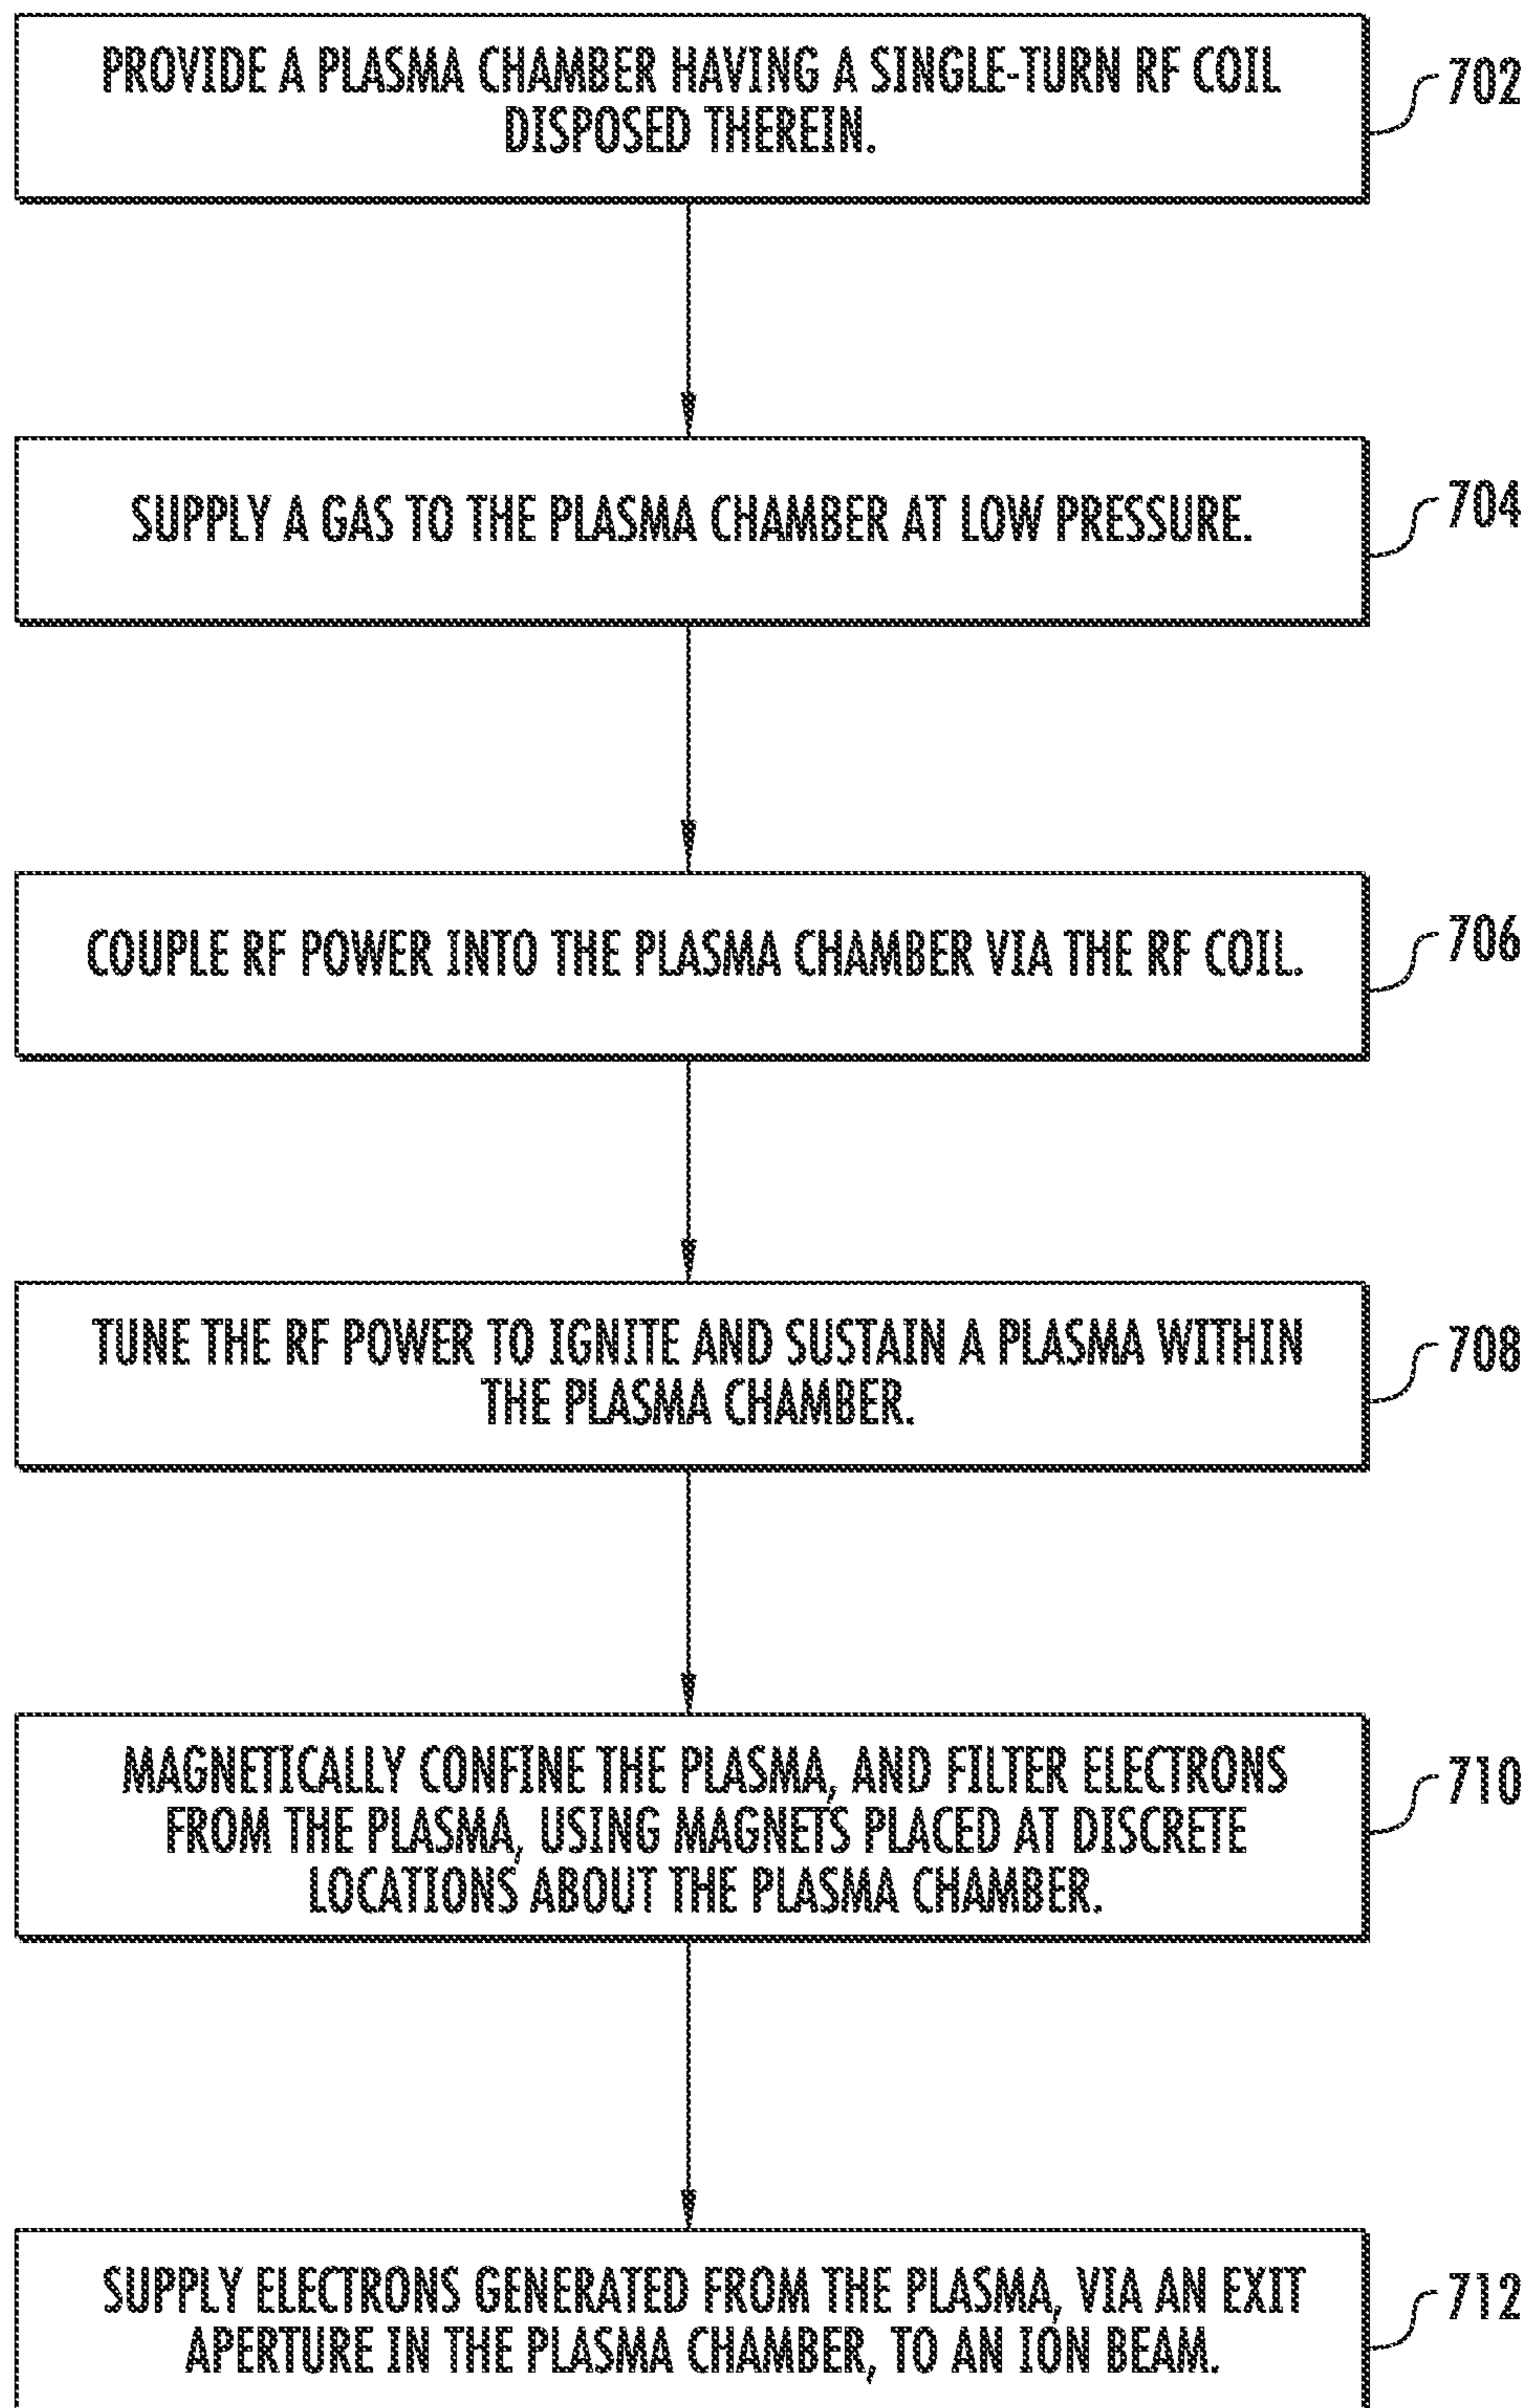 PROVIDE A PLASMA CHAMBER HAVING A SINGLE-TURN RF COIL
DISPOSED THEREIN.
702
SUPPLY A GAS TO THE PLASMA CHAMBER AT LOW PRESSURE.
704
COUPLE RF POWER INTO THE PLASMA CHAMBER VIA THE RF COIL.
706
TUNE THE RF POWER TO IGNITE AND SUSTAIN A PLASMA WITHIN
THE PLASMA CHAMBER.
708
MAGNETICALLY CONFINE THE PLASMA, AND FILTER ELECTRONS
FROM THE PLASMA, USING MAGNETS PLACED AT DISCRETE
LOCATIONS ABOUT THE PLASMA CHAMBER.
710
SUPPLY ELECTRONS GENERATED FROM THE PLASMA, VIA AN EXIT
APERTURE IN THE PLASMA CHAMBER, TO AN ION BEAM.
712